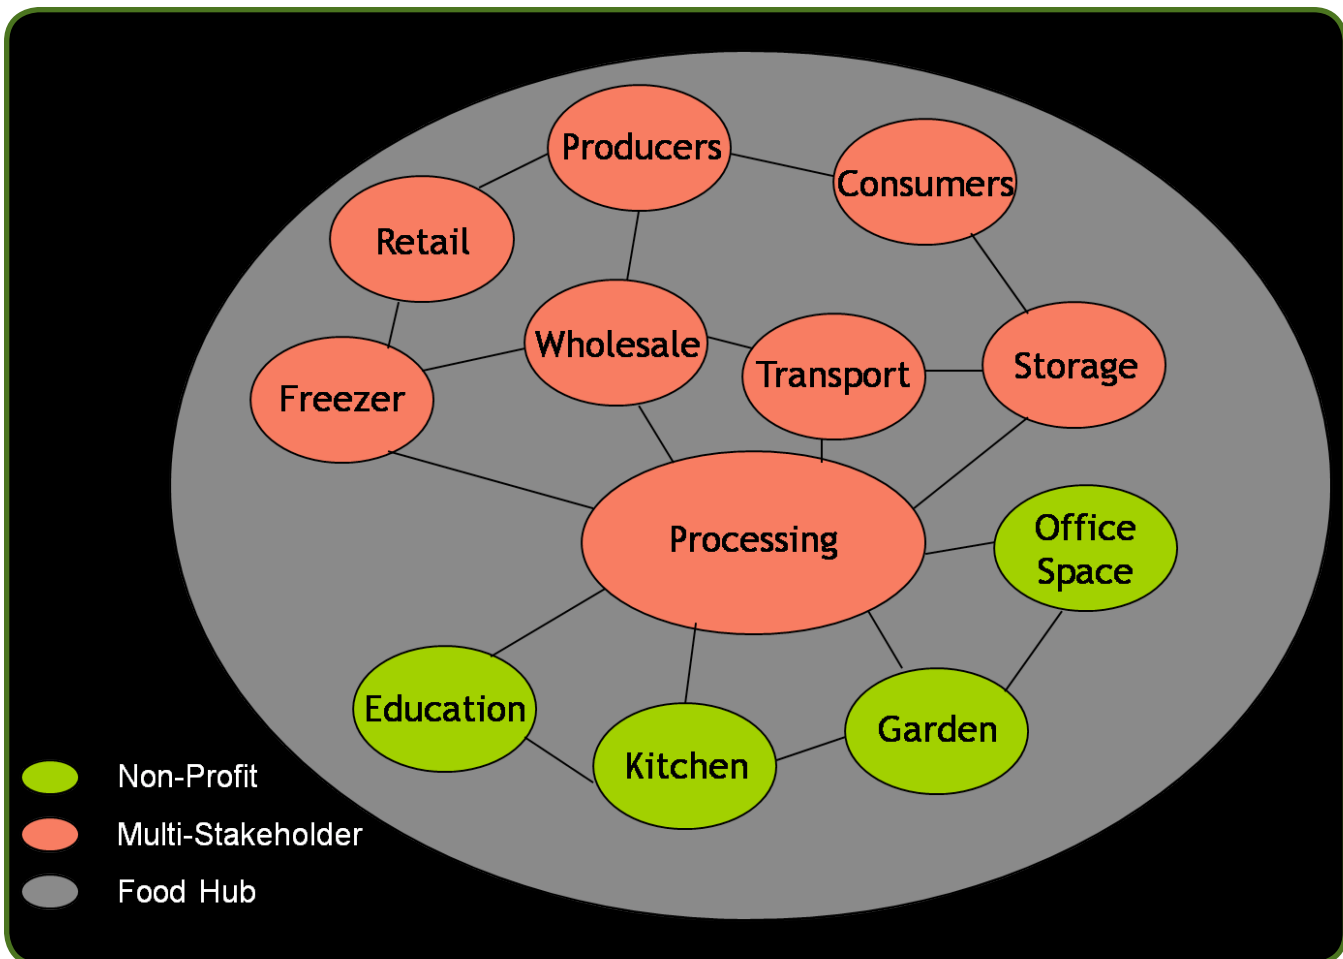 Producers
Consumers
Retail
Wholesale
Transport
Storage
Freezer
Processing
Office
Space
Education
Kitchen
Garden
Non-Profit
Multi-Stakeholder
Food Hub